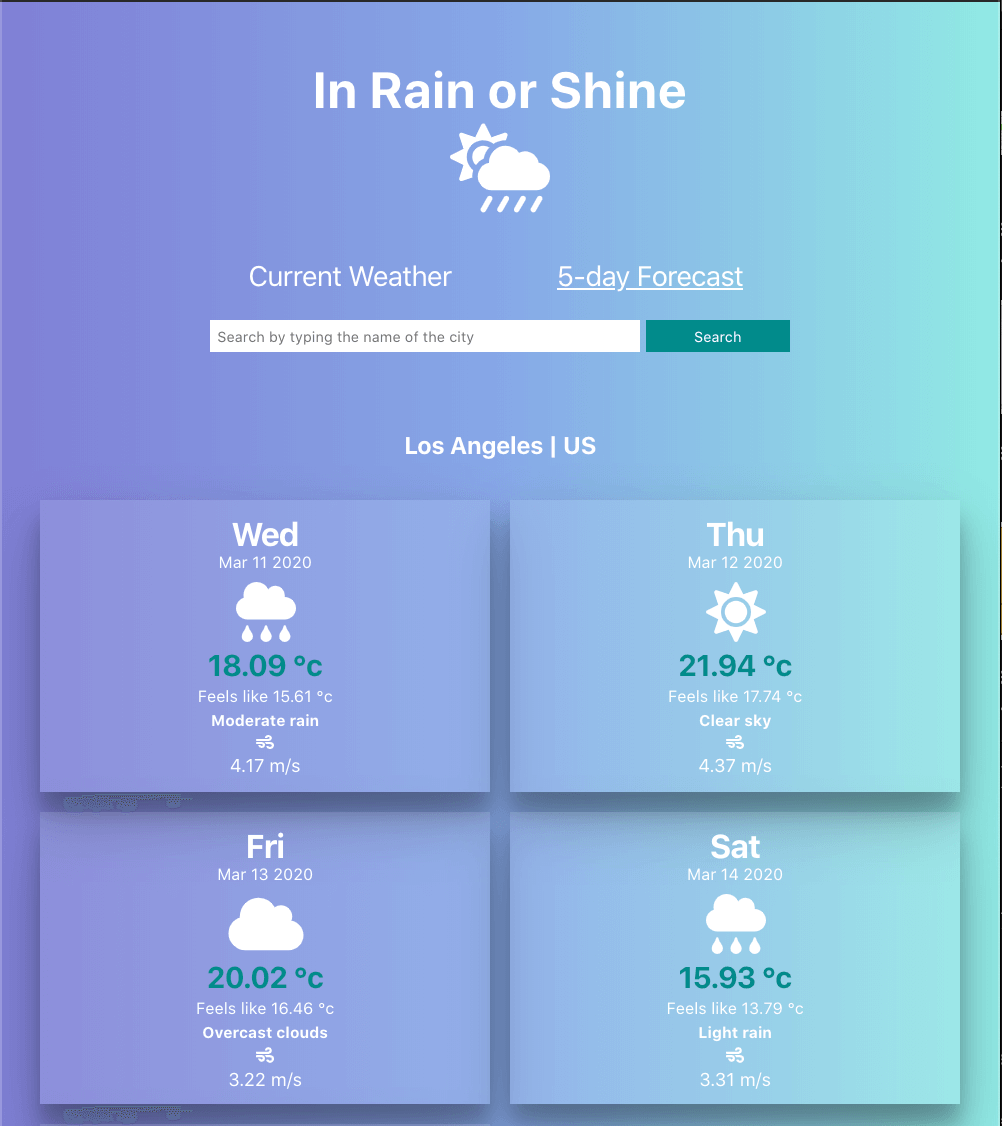 In Rain or Shine
Current Weather
5-day Forecast
Search by typing the name of the city
Search
Los Angeles | US
Wed
Mar 11 2020
18.09 °c
Feels like 15.61 °c
Moderate rain
4.17 m/s
Thu
Mar 12 2020
21.94 °c
Feels like 17.74 °c
Clear sky
4.37 m/s
Fri
Mar 13 2020
20.02 °c
Feels like 16.46 °c
Overcast clouds
3.22 m/s
Sat
Mar 14 2020
15.93 °c
Feels like 13.79 °c
Light rain
3.31 m/s